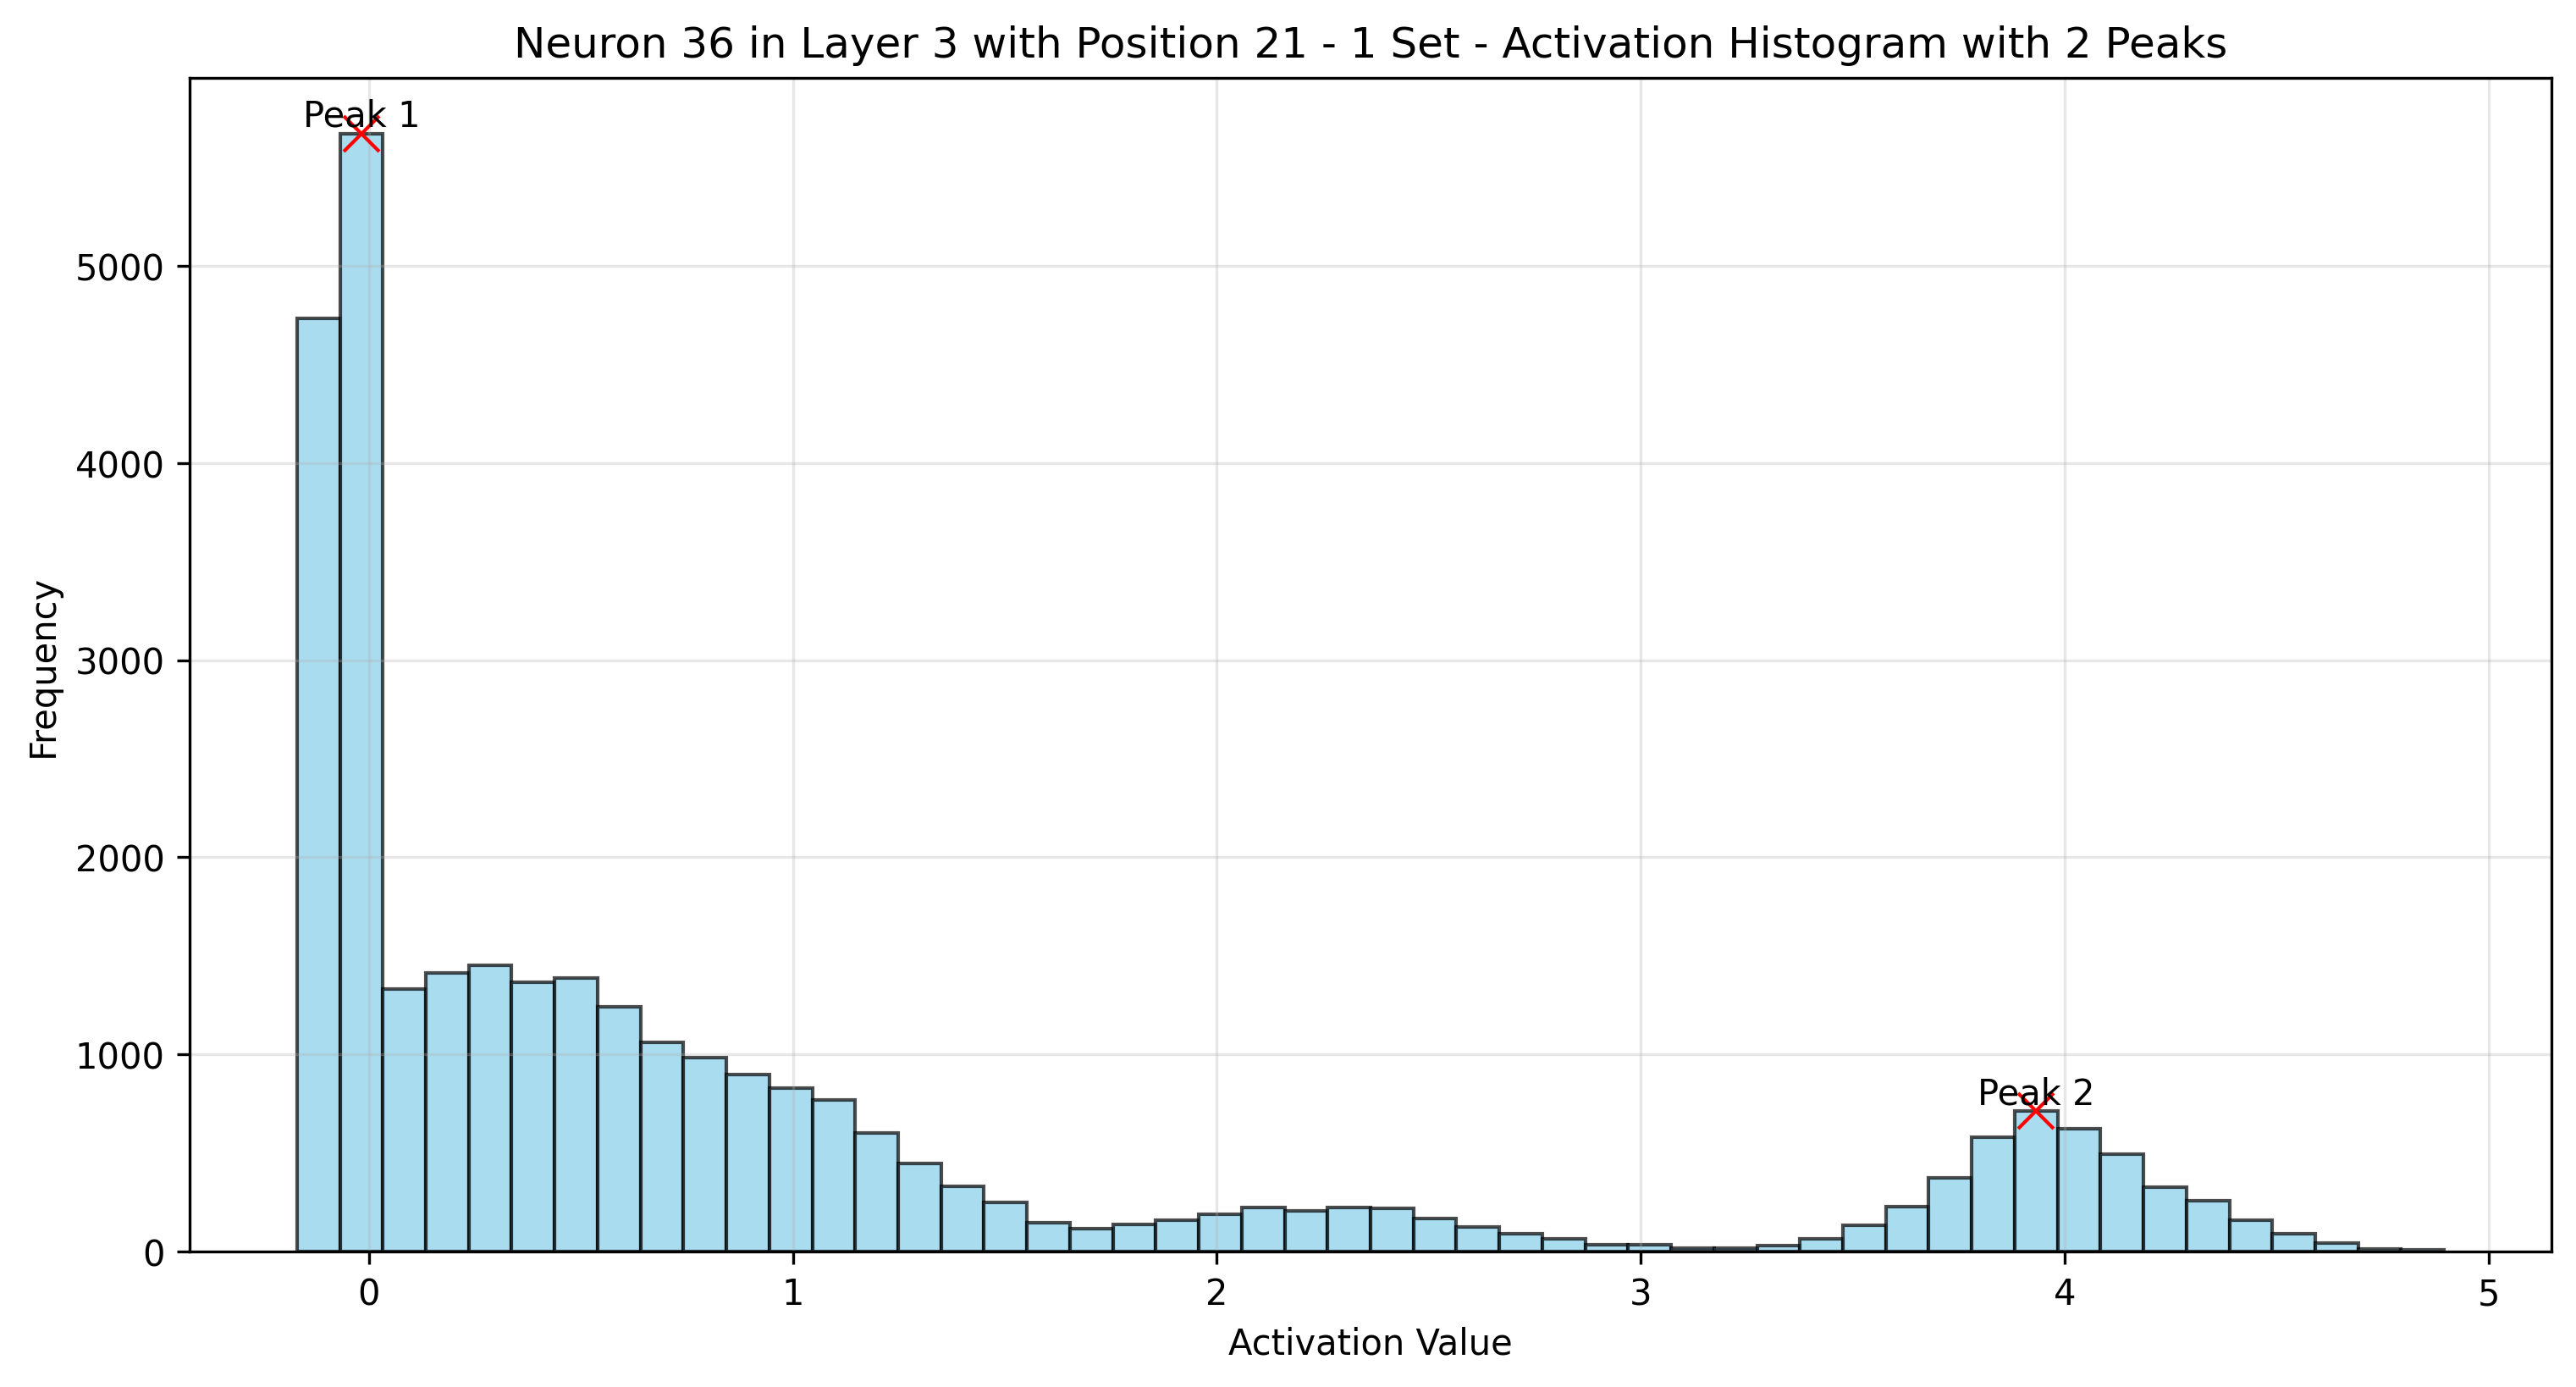 Neuron 36 in Layer 3 with Position 21 - 1 Set - Activation Histogram with 2 Peaks
Peak 1
5000
4000
3000
2000
1000
0
Frequency
Peak 2
0 1 2 3 4 5
Activation Value